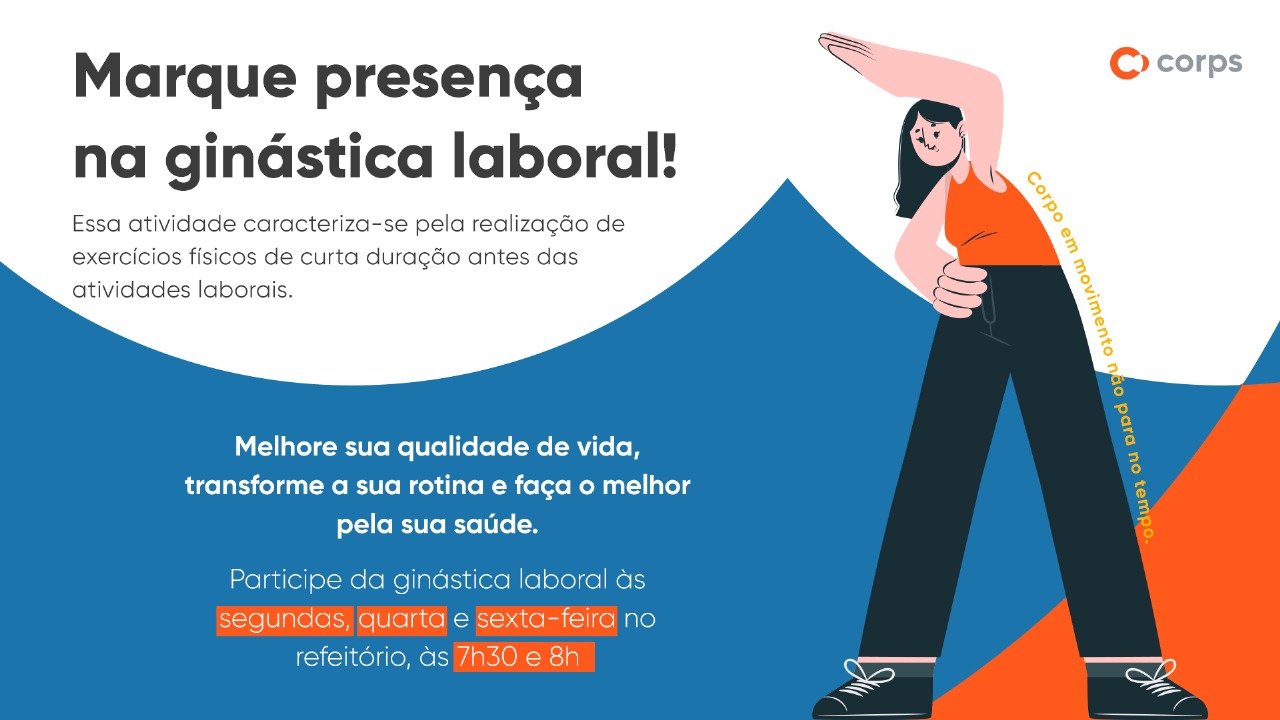 Marque presença
na ginástica laboral!
Essa atividade caracteriza-se pela realização de
exercícios físicos de curta duração antes das
atividades laborais.
corps
Corpo em movimento não para no tempo.
Melhore sua qualidade de vida,
transforme a sua rotina e faça o melhor
pela sua saúde.
Participe da ginástica laboral às
segundas, quarta e sexta-feira no
refeitório, às 7h30 e 8h